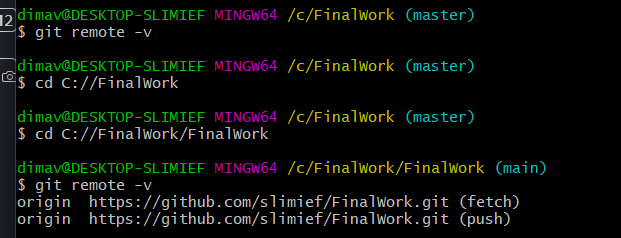 12
dimav@DESKTOP-SLIMIEF MINGW64 /c/FinalWork (master)
$ git remote -v
dimav@DESKTOP-SLIMIEF MINGW64 /c/FinalWork (master)
$ cd C://FinalWork
dimav@DESKTOP-SLIMIEF MINGW64 /c/FinalWork (master)
$ cd C://FinalWork/FinalWork
dimav@DESKTOP-SLIMIEF MINGW64 /c/FinalWork/FinalWork (main)
$ git remote -v
origin  https://github.com/slimief/FinalWork.git (fetch)
origin  https://github.com/slimief/FinalWork.git (push)